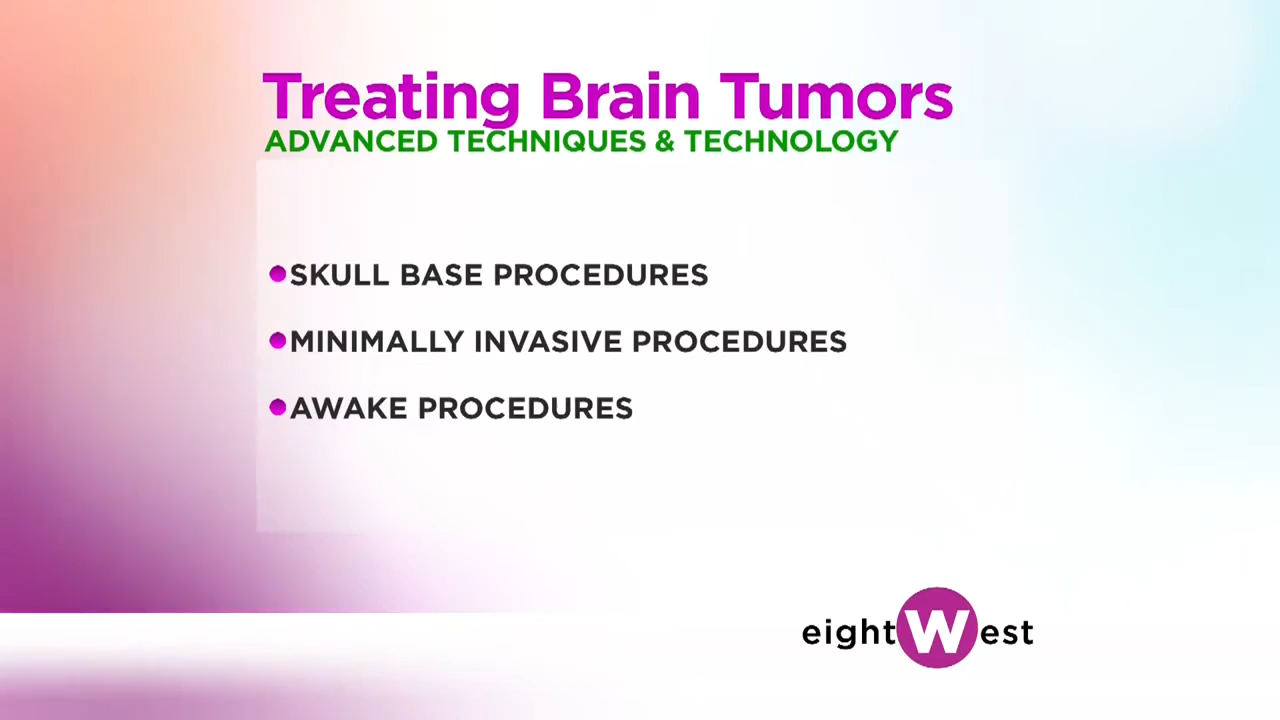 Treating Brain Tumors
ADVANCED TECHNIQUES & TECHNOLOGY
SKULL BASE PROCEDURES
MINIMALLY INVASIVE PROCEDURES
AWAKE PROCEDURES
eightWest